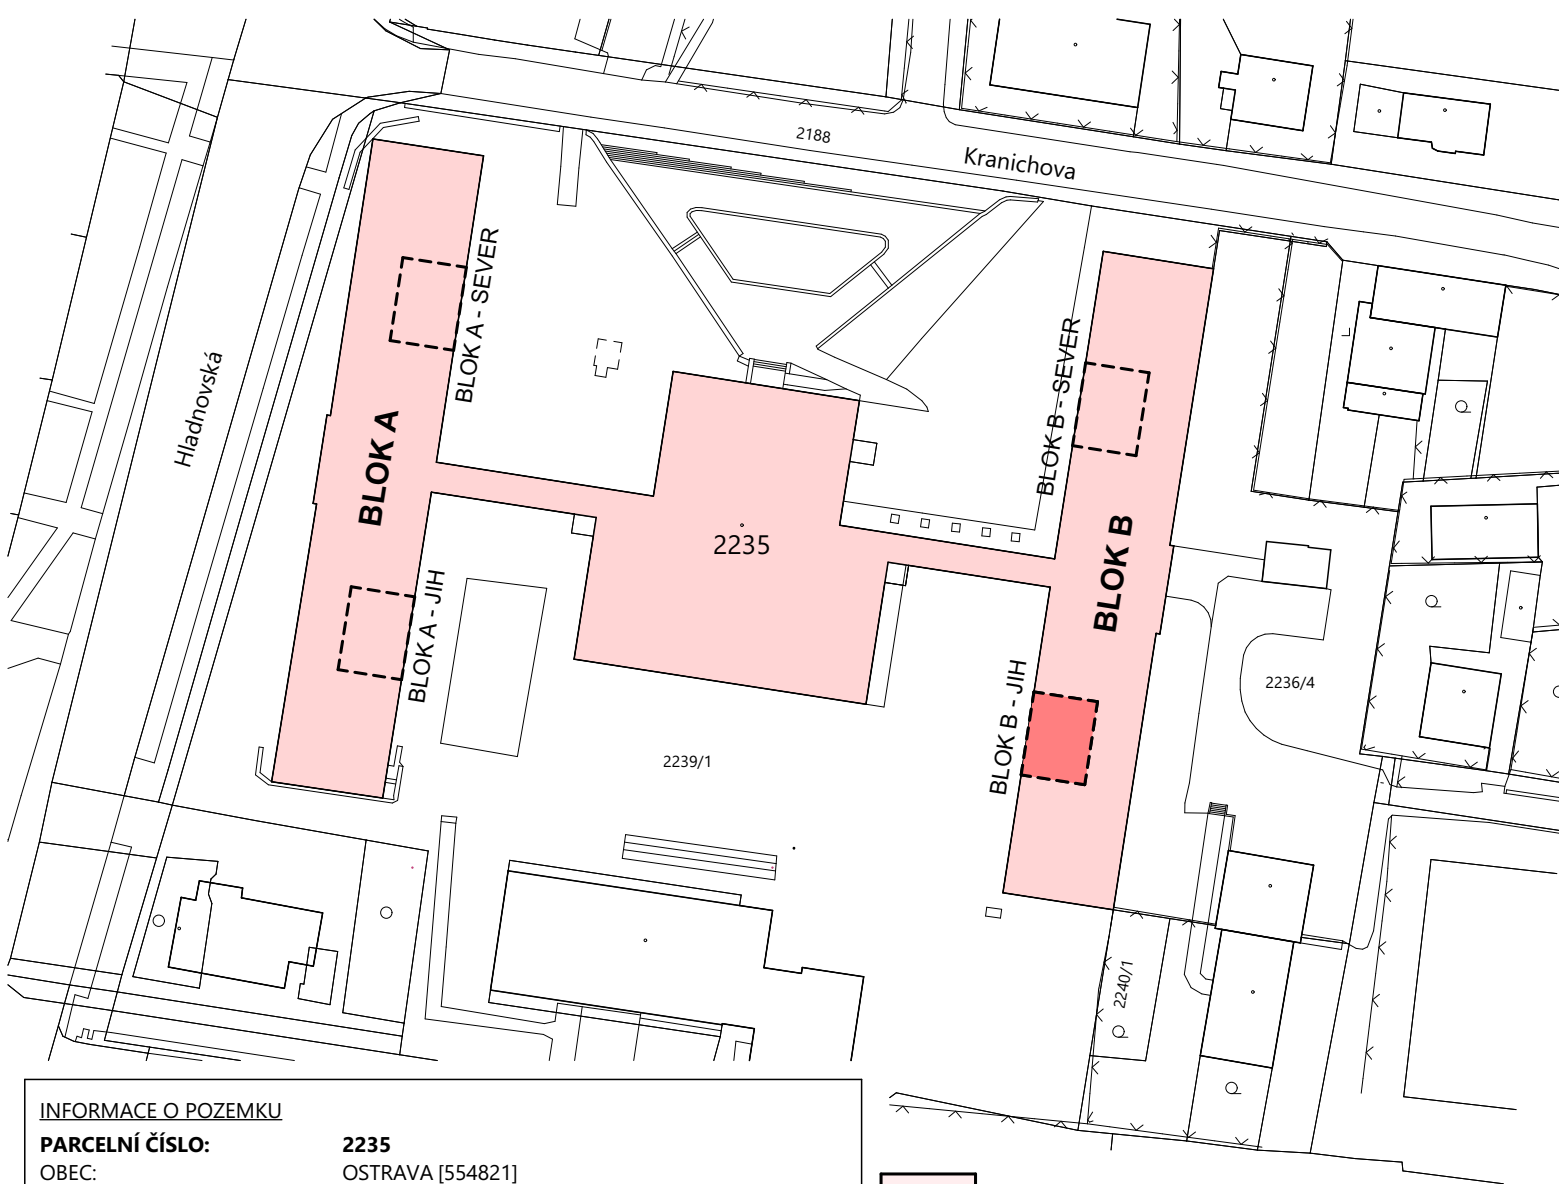 2188
Kranichova
BLOK A - SEVER
Hladnovská
BLOK A
BLOK B - SEVER
2235
BLOK B
BLOK A - JIH
2236/4
BLOK B - JIH
2239/1
2240/1
INFORMACE O POZEMKU
PARCELNÍ ČÍSLO: 2235
OBEC: OSTRAVA [554821]